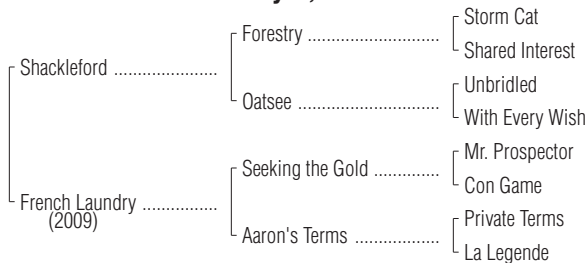 Storm Cat
Forestry ............................
Shared Interest
Shackleford .....................
Unbridled
Oatsee ..............................
With Every Wish
Mr. Prospector
Seeking the Gold .............
Con Game
French Laundry ...............
(2009)
Private Terms
Aaron's Terms .................
La Legende